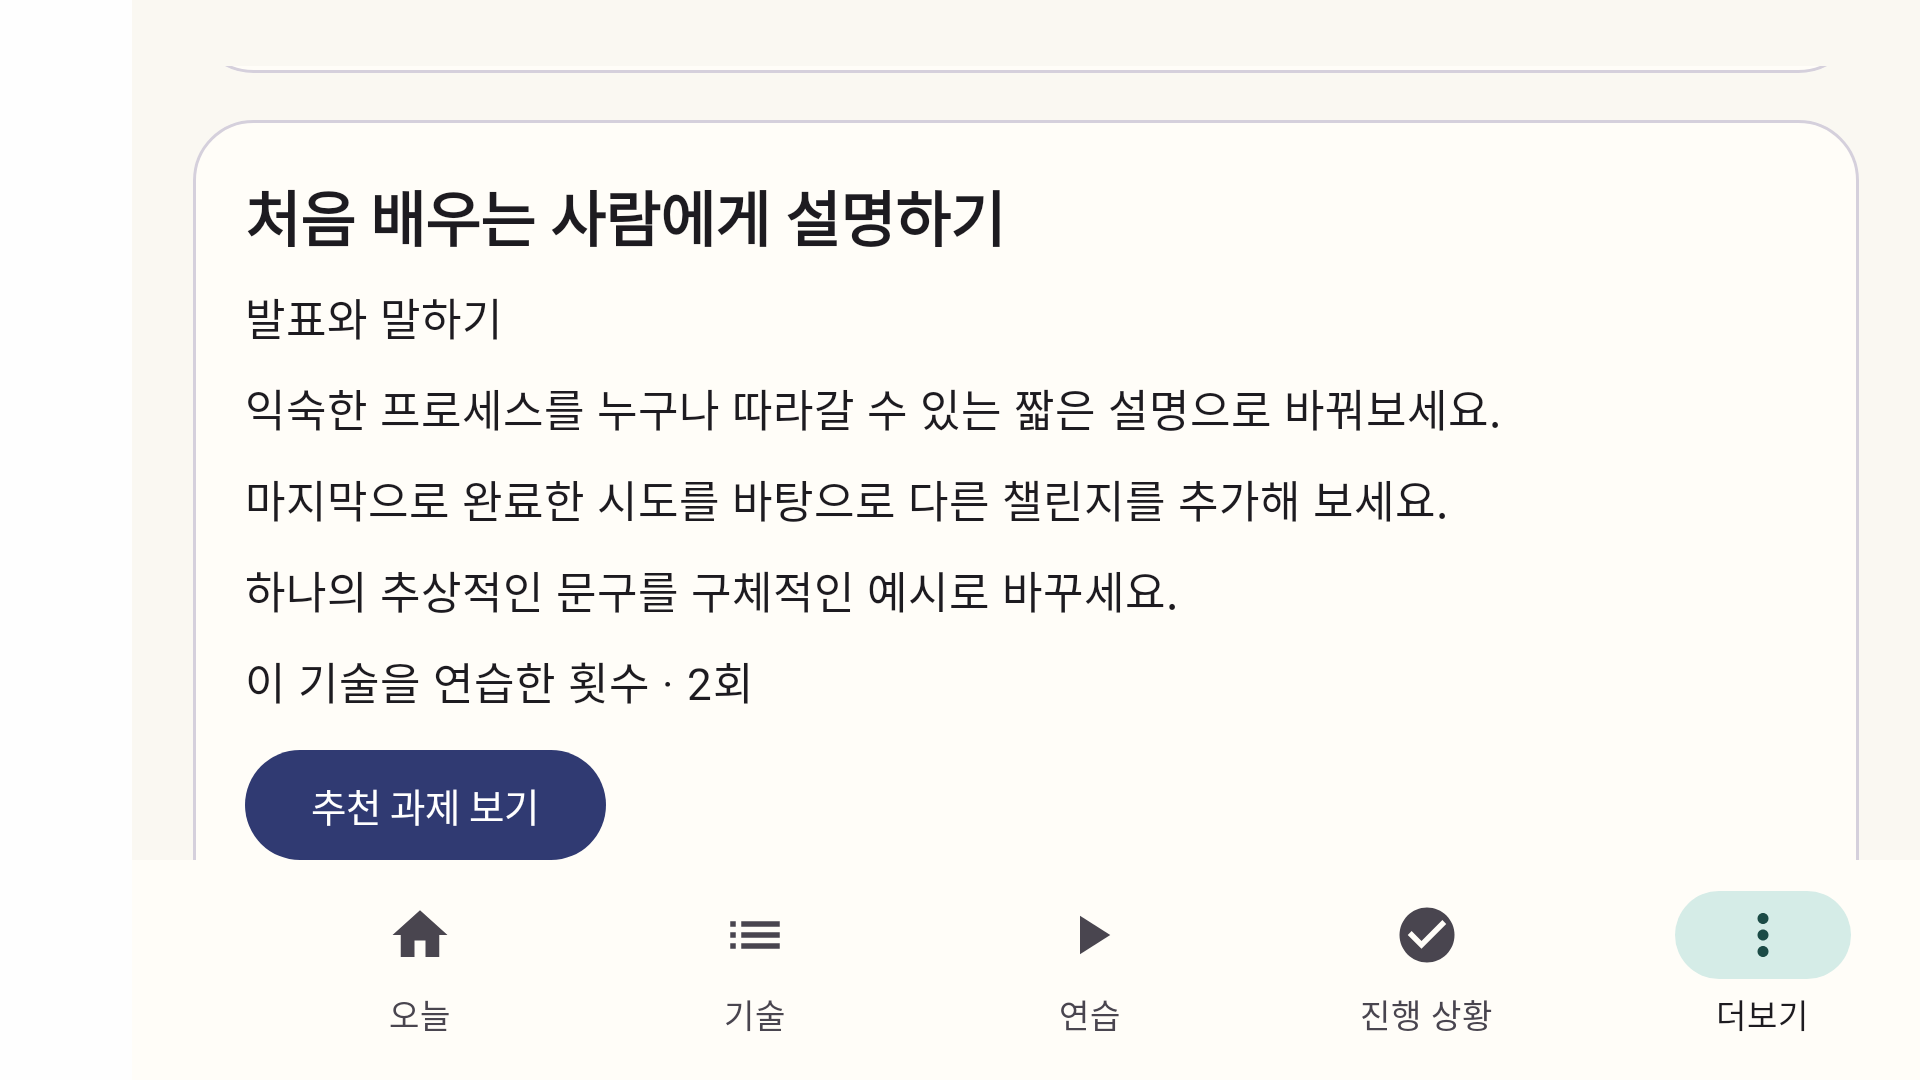 처음 배우는 사람에게 설명하기
발표와 말하기
익숙한 프로세스를 누구나 따라갈 수 있는 짧은 설명으로 바꿔보세요.
마지막으로 완료한 시도를 바탕으로 다른 챌린지를 추가해 보세요.
하나의 추상적인 문구를 구체적인 예시로 바꾸세요.
이 기술을 연습한 횟수 · 2회
추천 과제 보기
오늘
기술
연습
진행 상황
더보기